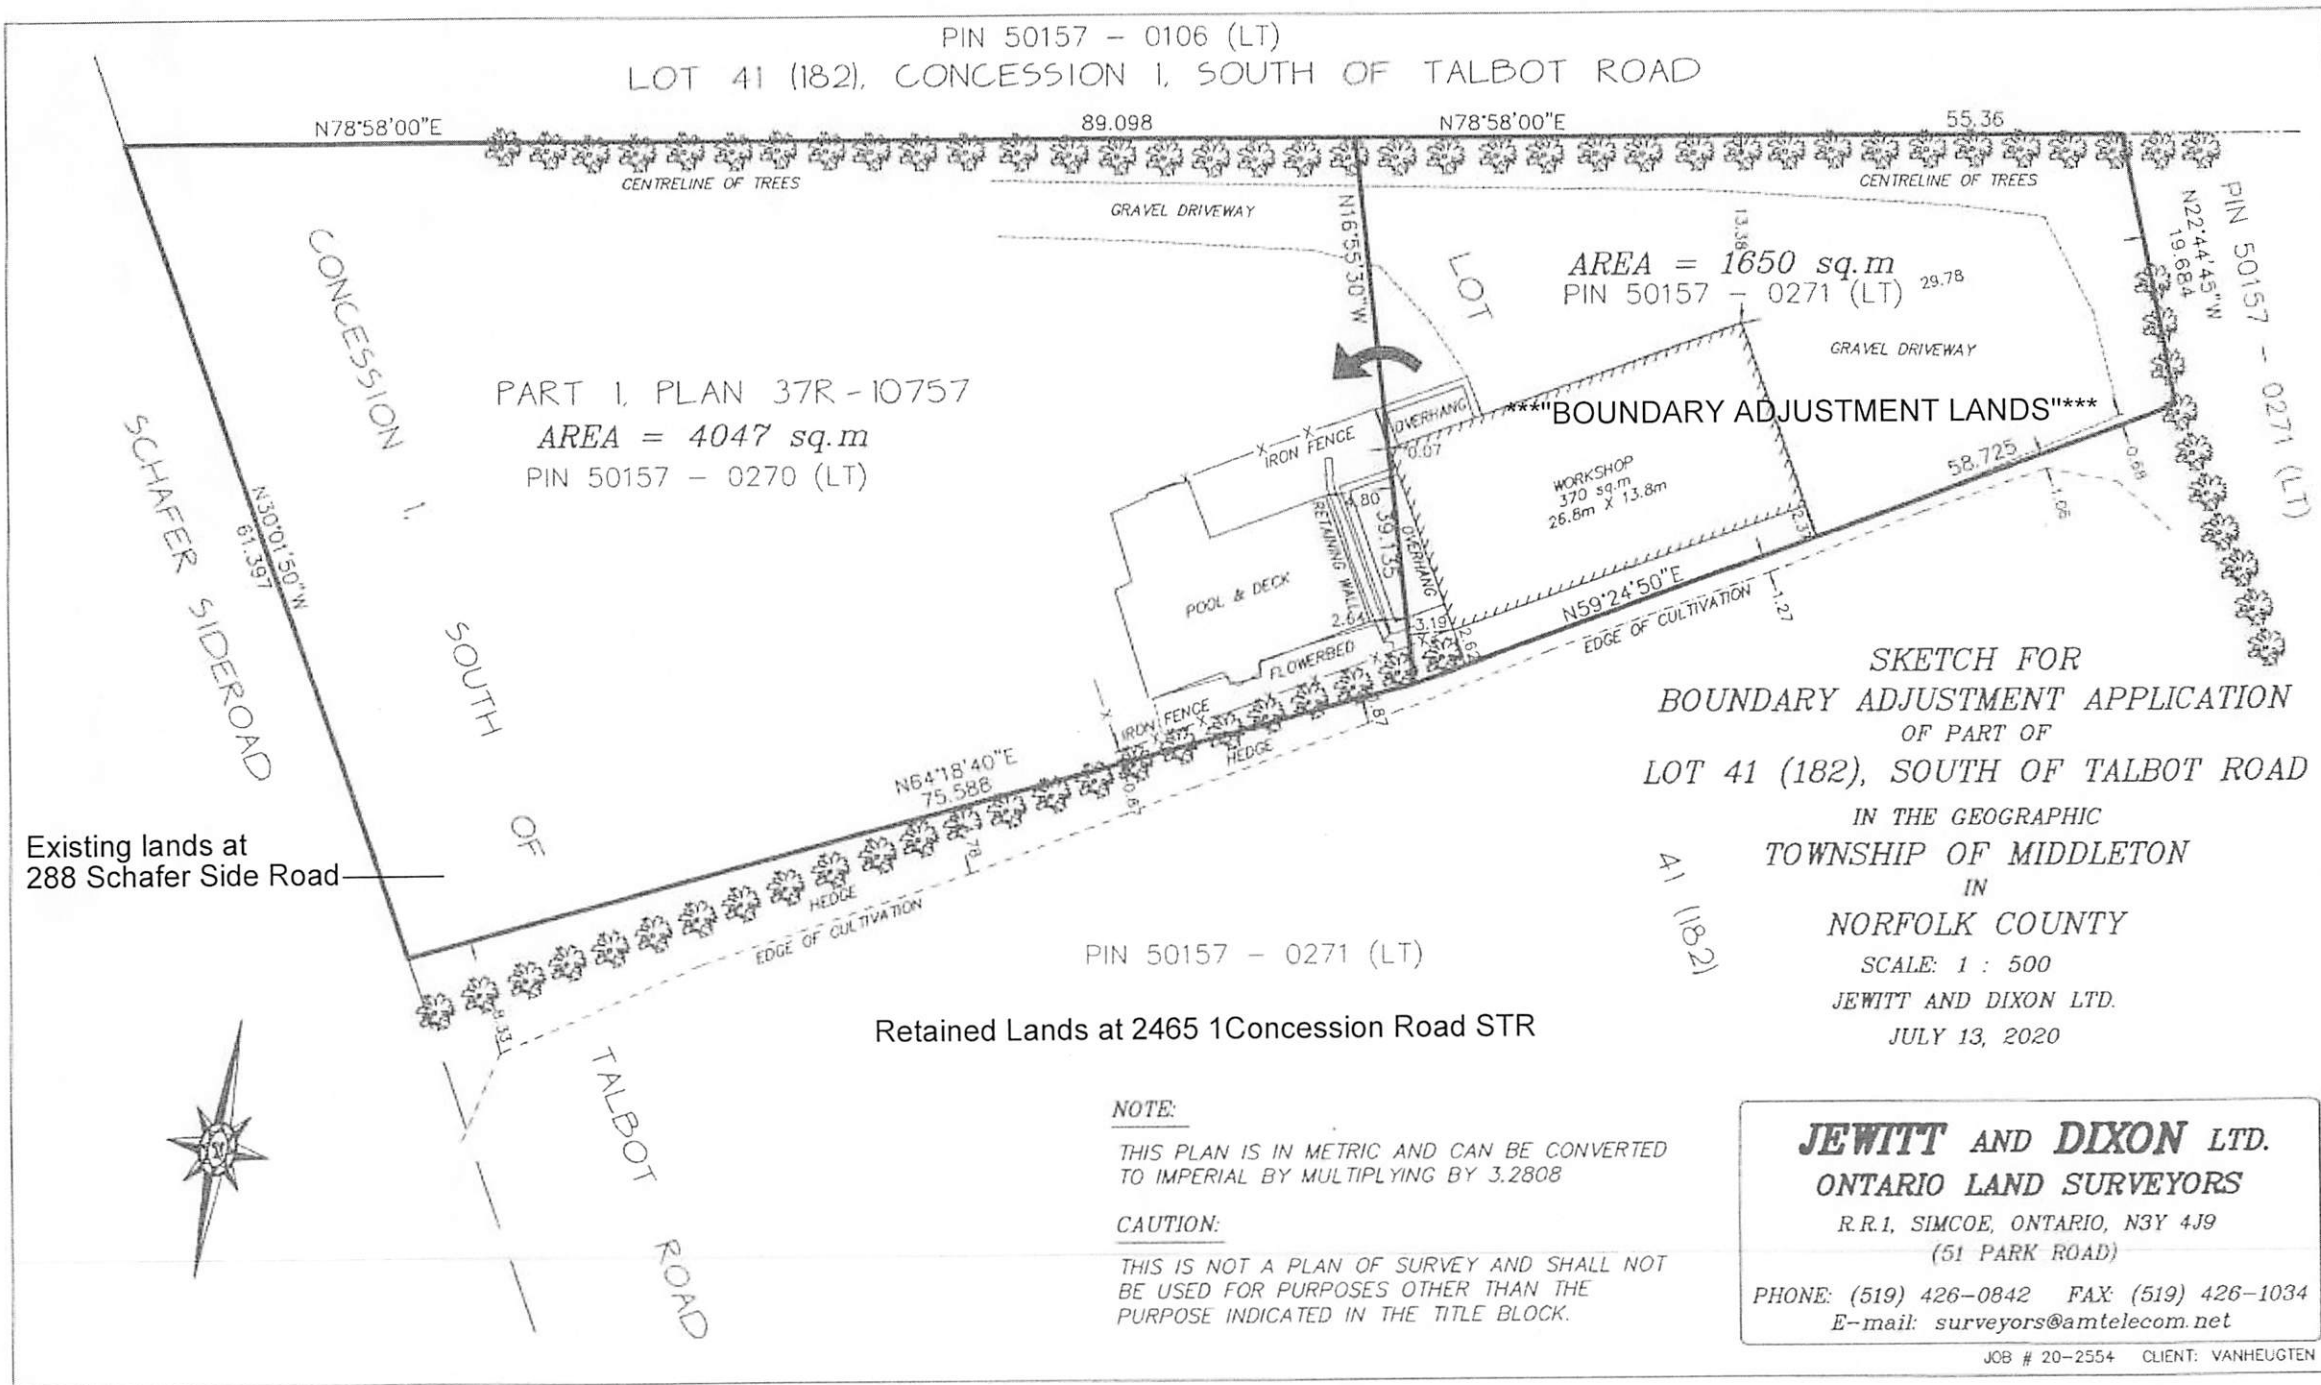 PIN 50157 - 0106 (LT)
LOT 41 (182), CONCESSION 1, SOUTH OF TALBOT ROAD
N78°58'00"E
89.098
N78°58'00"E
55.36
CENTRELINE OF TREES
CENTRELINE OF TREES
GRAVEL DRIVEWAY
N16°55'30"W
39.135
LOT
13.38
AREA = 1650 sq.m
PIN 50157 - 0271 (LT)
29.78
GRAVEL DRIVEWAY
N22°44'45"W
19.684
PIN 50157 - 0271 (LT)
CONCESSION 1, SOUTH OF TALBOT ROAD
SCHAFER SIDEROAD
N30°01'50"W
61.397
PART 1, PLAN 37R-10757
AREA = 4047 sq.m
PIN 50157 - 0270 (LT)
***"BOUNDARY ADJUSTMENT LANDS"***
OVERHANG
IRON FENCE
0.07
WORKSHOP
370 sq.m
26.8m X 13.8m
58.725
0.68
1.06
4.80
RETAINING WALL
OVERHANG
POOL & DECK
2.64
3.19
2.62
N59°24'50"E
EDGE OF CULTIVATION
1.27
FLOWERBED
IRON FENCE
HEDGE
N64°18'40"E
75.588
HEDGE
EDGE OF CULTIVATION
Existing lands at
288 Schafer Side Road
PIN 50157 - 0271 (LT)
41 (182)
Retained Lands at 2465 1Concession Road STR
SKETCH FOR
BOUNDARY ADJUSTMENT APPLICATION
OF PART OF
LOT 41 (182), SOUTH OF TALBOT ROAD
IN THE GEOGRAPHIC
TOWNSHIP OF MIDDLETON
IN
NORFOLK COUNTY
SCALE: 1 : 500
JEWITT AND DIXON LTD.
JULY 13, 2020
NOTE:
THIS PLAN IS IN METRIC AND CAN BE CONVERTED
TO IMPERIAL BY MULTIPLYING BY 3.2808
CAUTION:
THIS IS NOT A PLAN OF SURVEY AND SHALL NOT
BE USED FOR PURPOSES OTHER THAN THE
PURPOSE INDICATED IN THE TITLE BLOCK.
JEWITT AND DIXON LTD.
ONTARIO LAND SURVEYORS
R.R.1, SIMCOE, ONTARIO, N3Y 4J9
(51 PARK ROAD)
PHONE: (519) 426-0842 FAX: (519) 426-1034
E-mail: surveyors@amtelecom.net
JOB # 20-2554 CLIENT: VANHEUGTEN